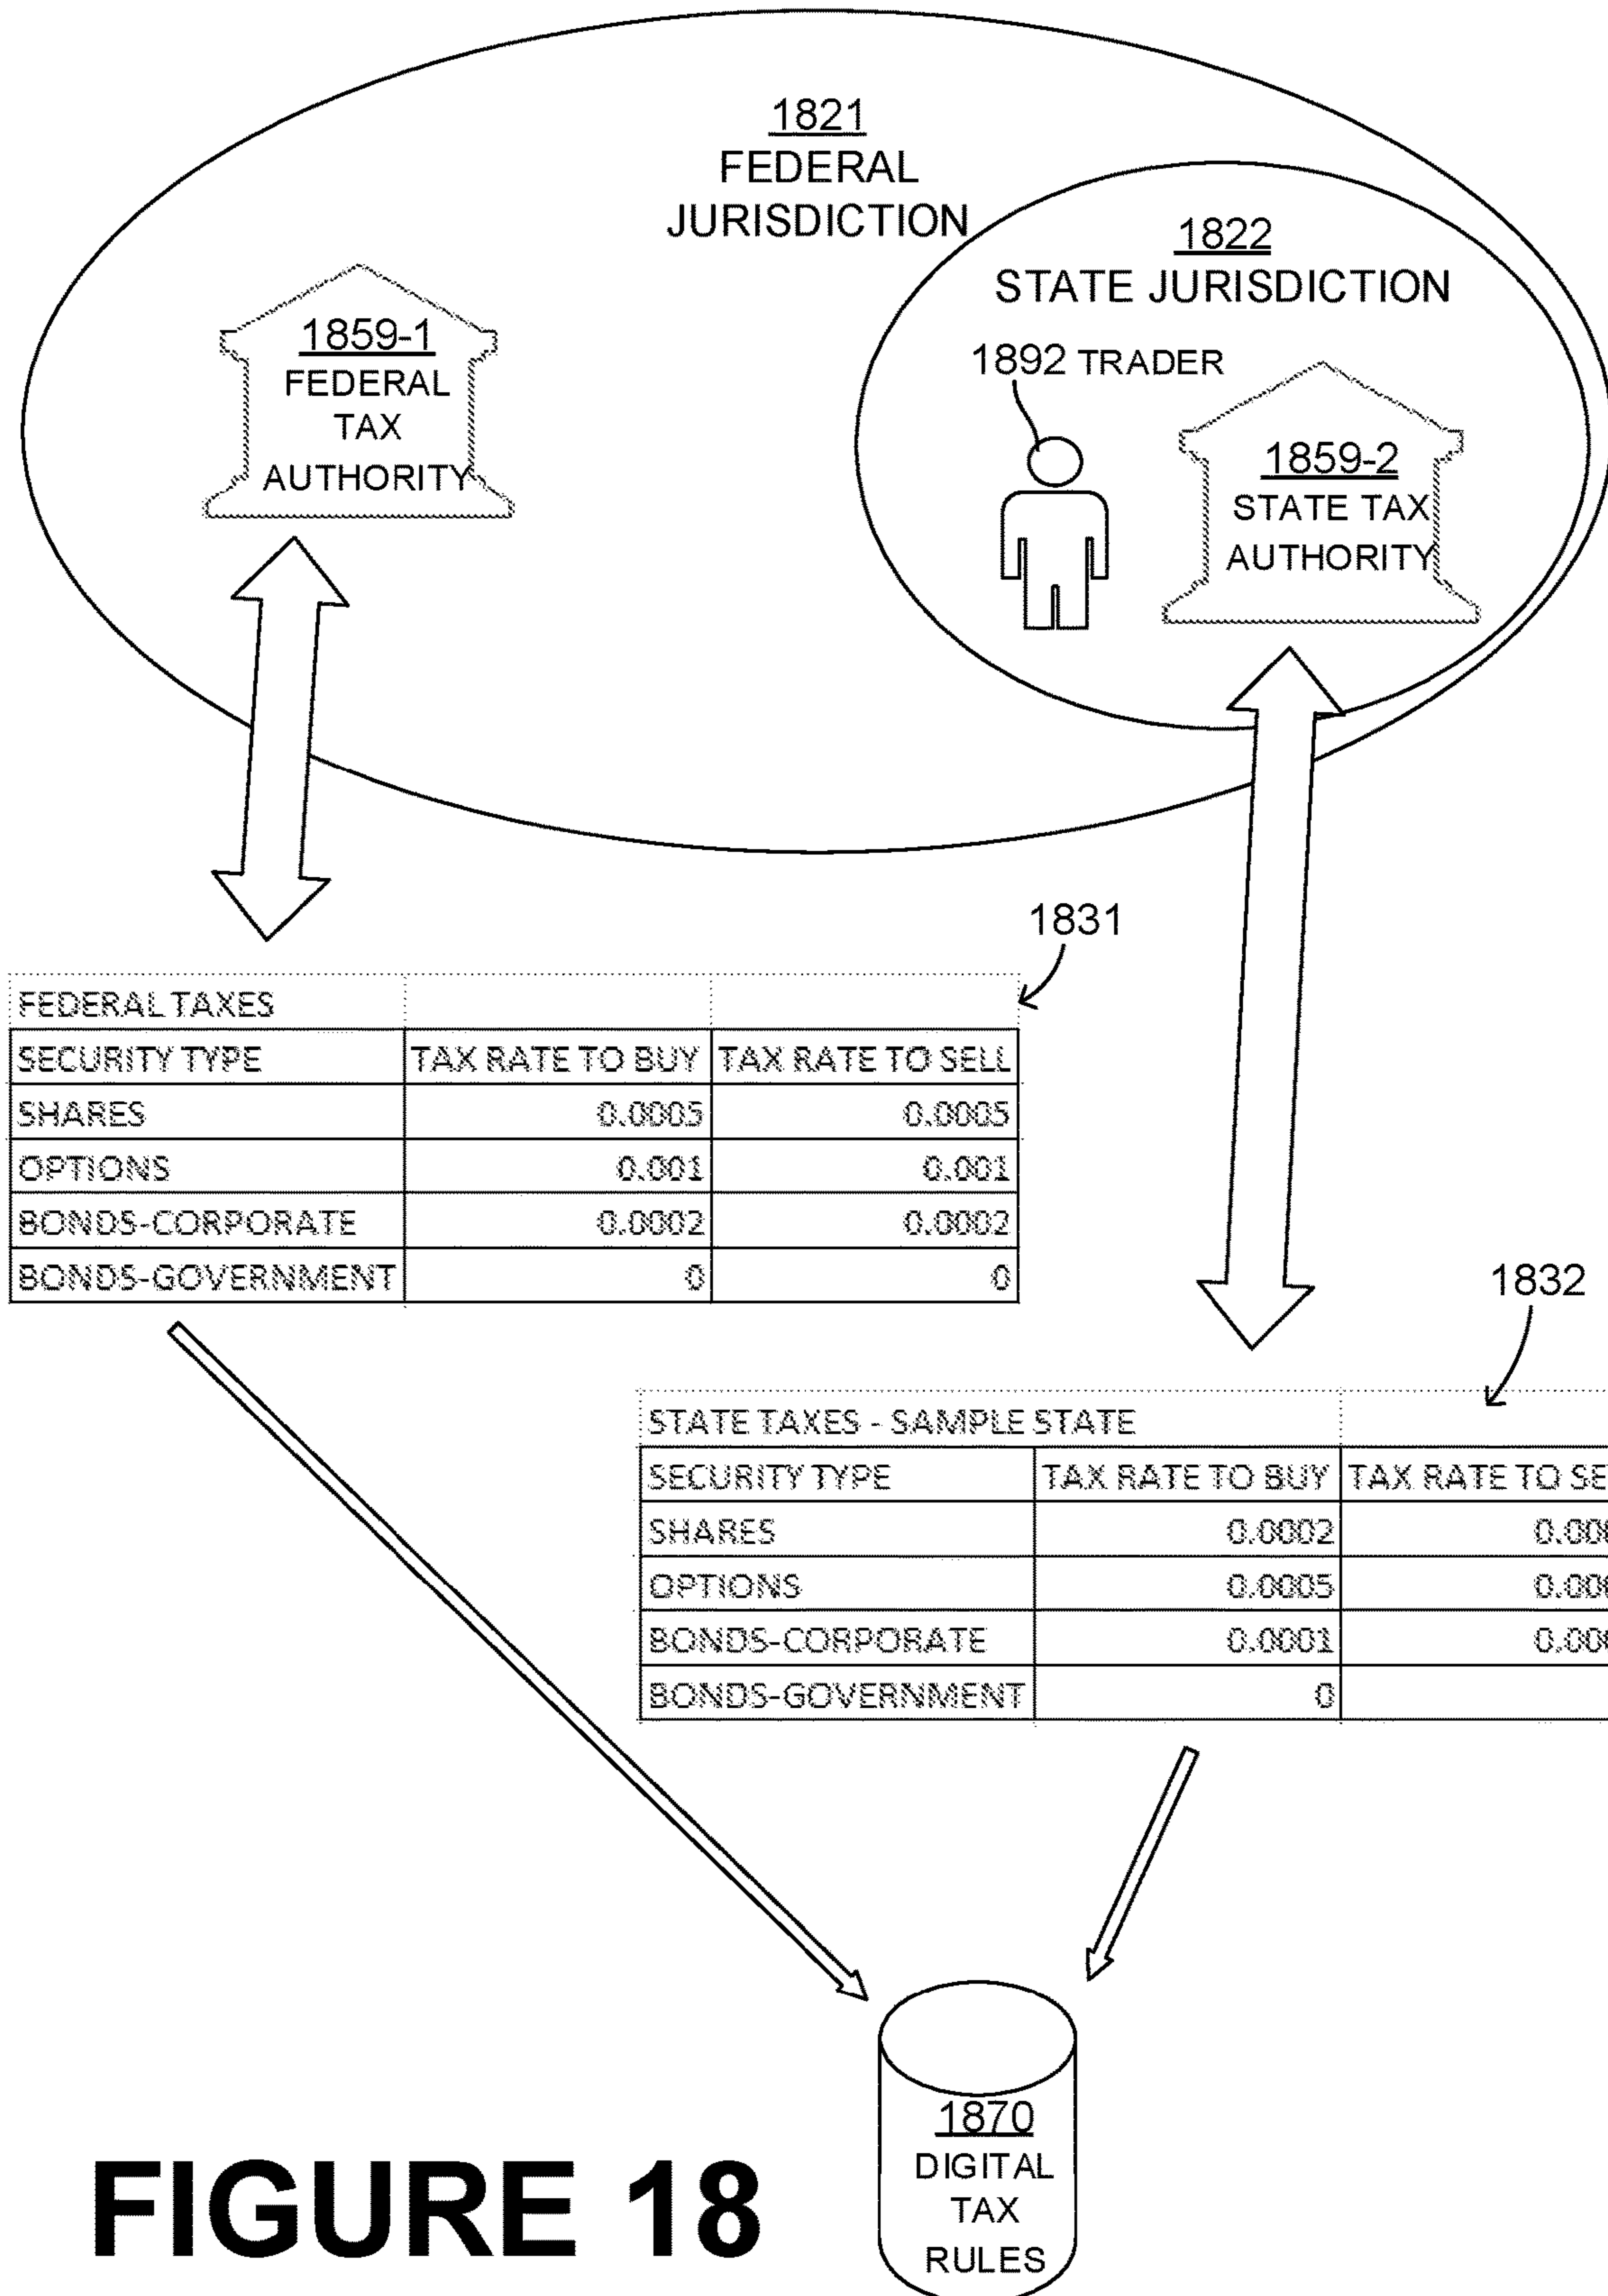 1821
FEDERAL
JURISDICTION
1822
STATE JURISDICTION
1859-1
FEDERAL
TAX
AUTHORITY
1892 TRADER
1859-2
STATE TAX
AUTHORITY
1831
FEDERAL TAXES
SECURITY TYPE TAX RATE TO BUY TAX RATE TO SELL
SHARES 0.0005 0.0005
OPTIONS 0.001 0.001
BONDS-CORPORATE 0.0002 0.0002
BONDS-GOVERNMENT 0 0
1832
STATE TAXES - SAMPLE STATE
SECURITY TYPE TAX RATE TO BUY TAX RATE TO
SHARES 0.0002
OPTIONS 0.0005
BONDS-CORPORATE 0.0001
BONDS-GOVERNMENT 0
1870
DIGITAL
TAX
RULES
FIGURE 18